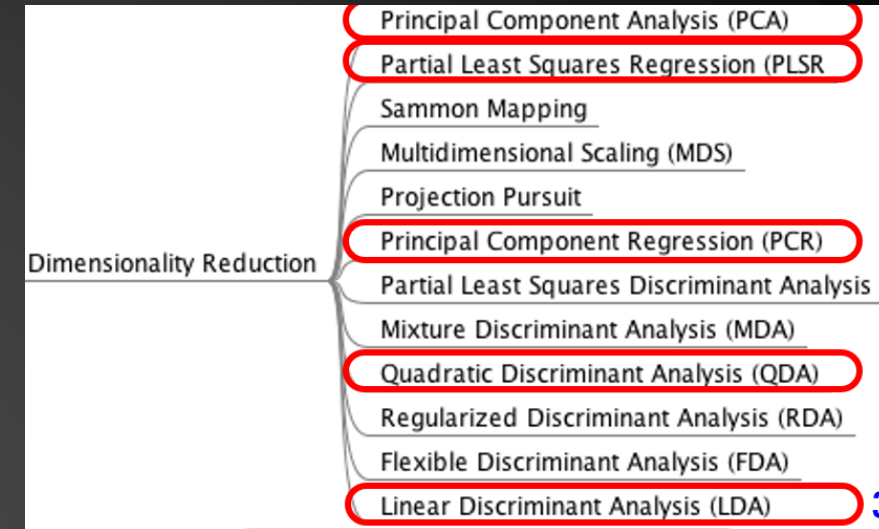 Principal Component Analysis (PCA)
Partial Least Squares Regression (PLSR
Sammon Mapping
Multidimensional Scaling (MDS)
Projection Pursuit
Principal Component Regression (PCR)
Dimensionality Reduction
Partial Least Squares Discriminant Analysis
Mixture Discriminant Analysis (MDA)
Quadratic Discriminant Analysis (QDA)
Regularized Discriminant Analysis (RDA)
Flexible Discriminant Analysis (FDA)
Linear Discriminant Analysis (LDA)